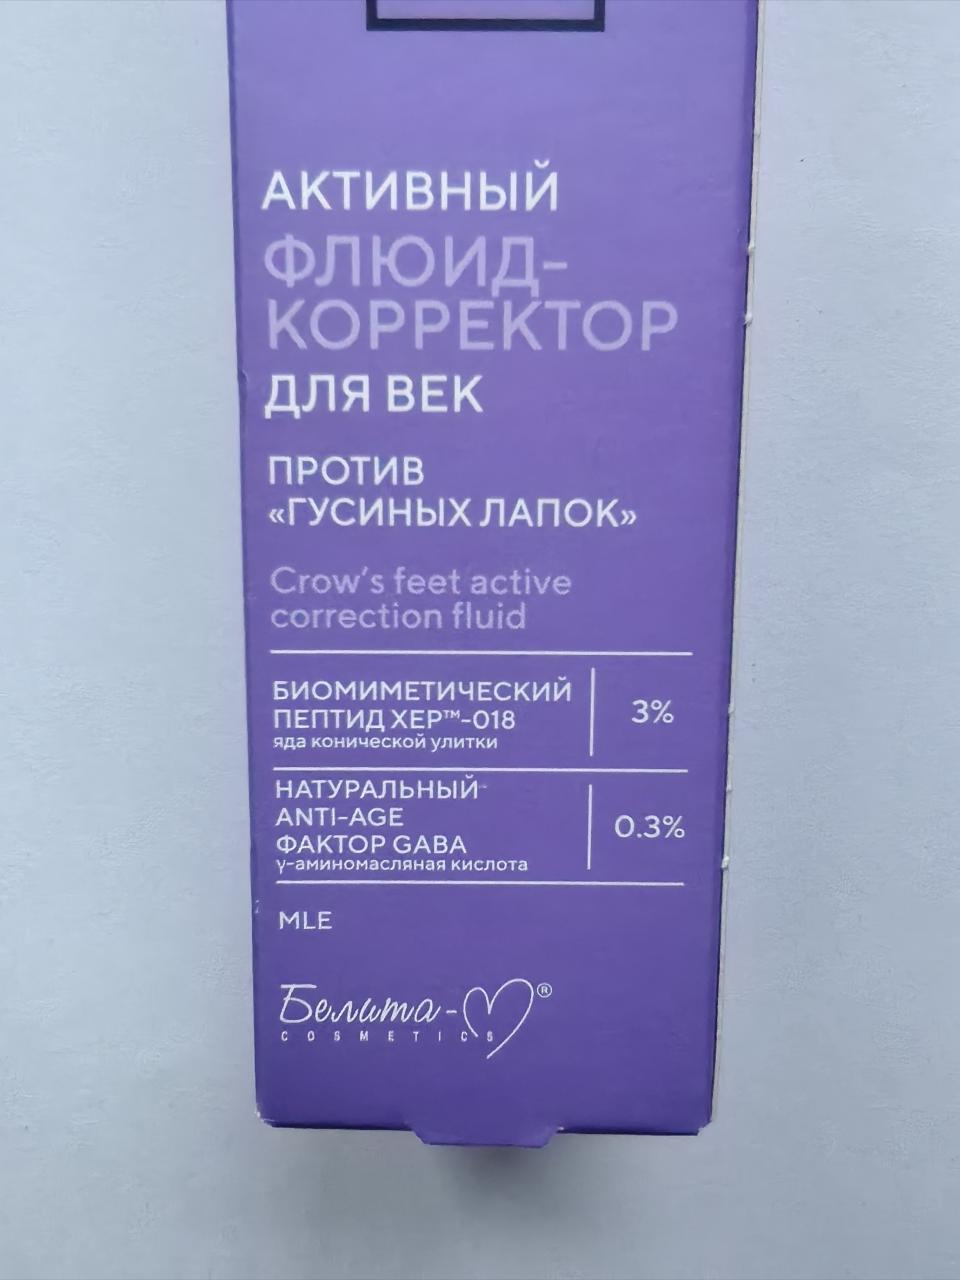 АКТИВНЫЙ
ФЛЮИД-
КОРРЕКТОР
ДЛЯ ВЕК
ПРОТИВ
«ГУСИНЫХ ЛАПОК»
Crow's feet active
correction fluid
БИОМИМЕТИЧЕСКИЙ
ПЕПТИД XEP™-018
яда конической улитки
3%
НАТУРАЛЬНЫЙ
ANTI-AGE
ФАКТОР GABA
γ-аминомасляная кислота
0.3%
MLE
Белита-М®
COSMETICS